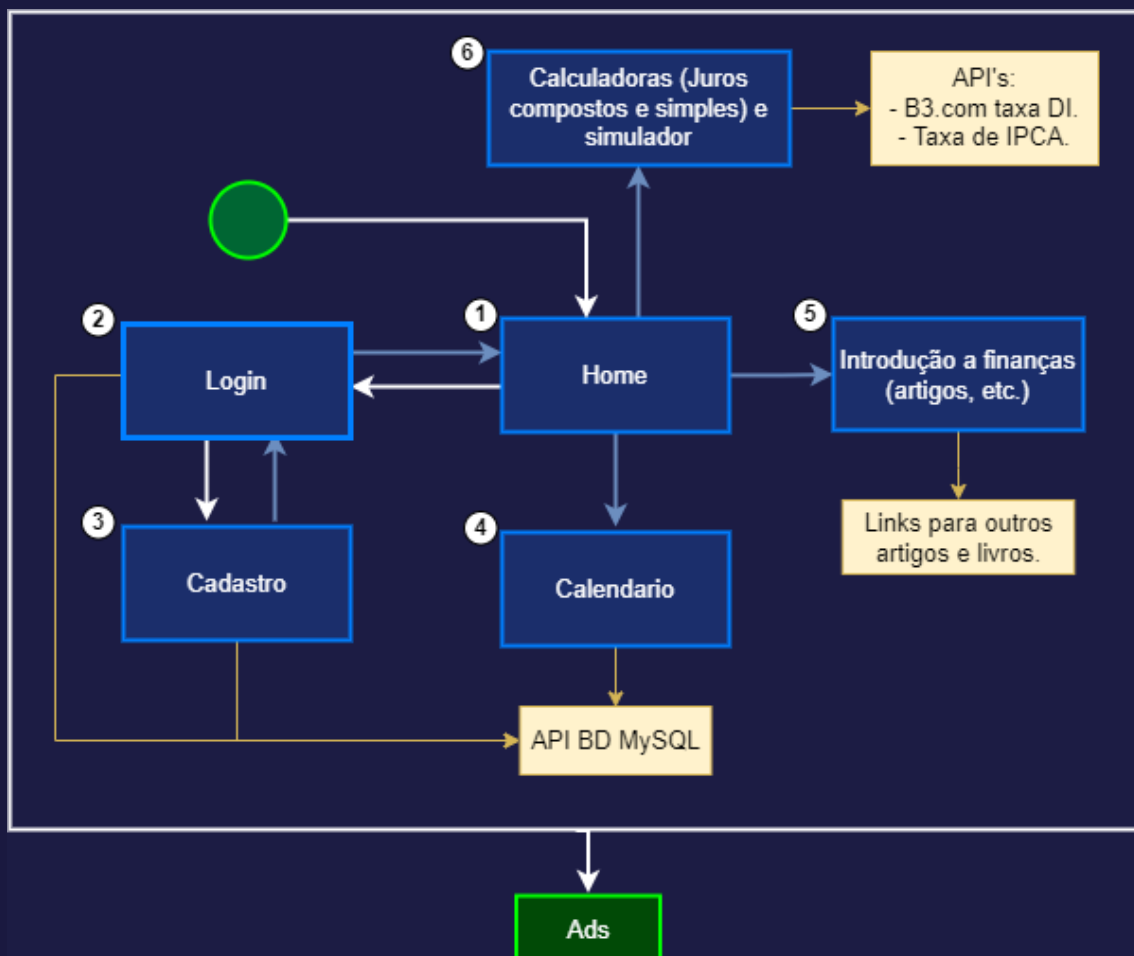 6
Calculadoras (Juros
compostos e simples) e
simulador
API's:
- B3.com taxa DI.
- Taxa de IPCA.
2
Login
1
Home
5
Introdução a finanças
(artigos, etc.)
3
Cadastro
4
Calendario
Links para outros
artigos e livros.
API BD MySQL
Ads